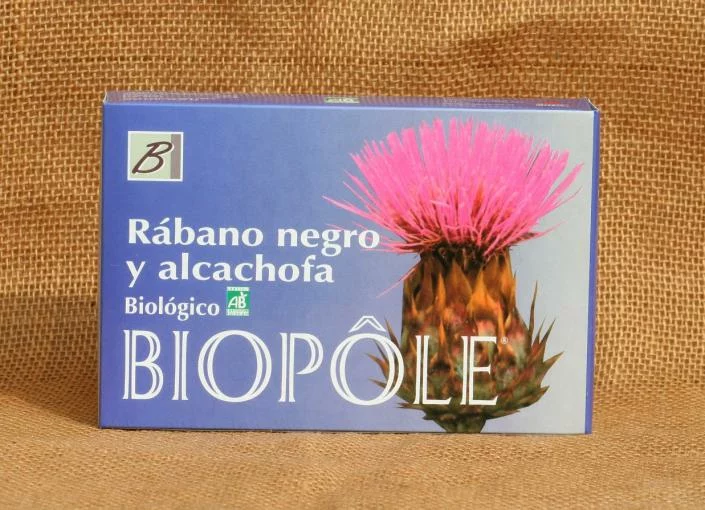 B
Rábano negro
y alcachofa
Biológico AB
BIOPÔLE®